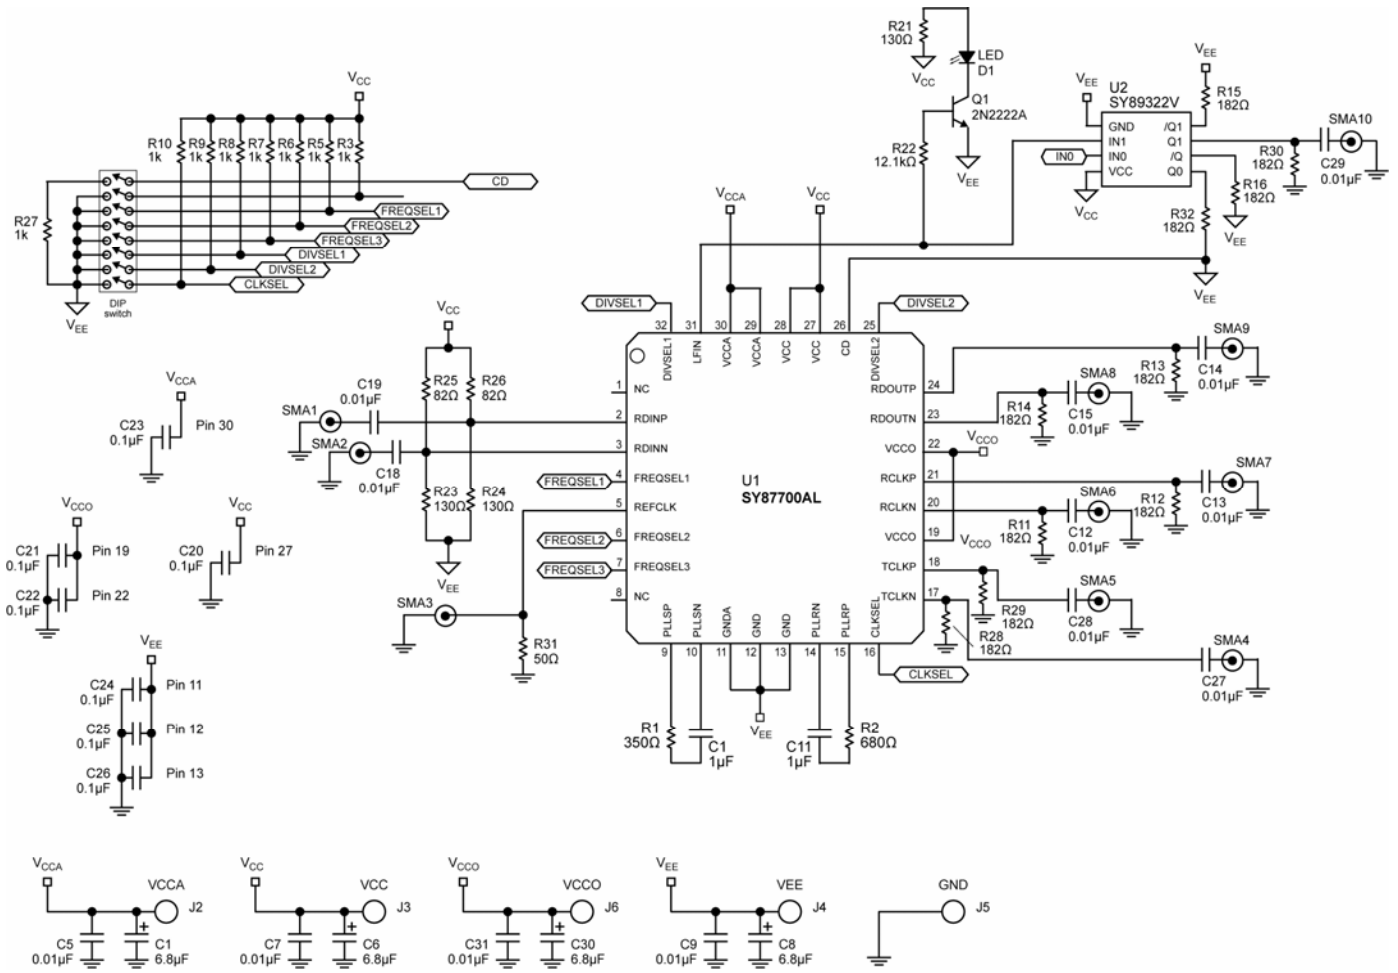 R21
130Ω
VCC
LED
D1
Q1
2N2222A
R22
12.1kΩ
VEE
VEE
U2
SY89322V
GND
IN1
IN0
VCC
/Q1
Q1
/Q
Q0
IN0
VCC
VEE
R15
182Ω
SMA10
R30
182Ω
C29
0.01µF
R16
182Ω
VEE
R32
182Ω
VEE
VCC
R10
1k
R9
1k
R8
1k
R7
1k
R6
1k
R5
1k
R3
1k
CD
FREQSEL1
FREQSEL2
FREQSEL3
DIVSEL1
DIVSEL2
CLKSEL
R27
1k
VEE
DIP
switch
VCCA
VCC
DIVSEL1
DIVSEL2
32
31
30
29
28
27
26
25
DIVSEL1
LFIN
VCCA
VCCA
VCC
VCC
CD
DIVSEL2
VCC
R25
82Ω
R26
82Ω
C19
0.01µF
SMA1
SMA2
C18
0.01µF
R23
130Ω
R24
130Ω
VEE
FREQSEL1
FREQSEL2
FREQSEL3
SMA3
R31
50Ω
1 NC
2 RDINP
3 RDINN
4 FREQSEL1
5 REFCLK
6 FREQSEL2
7 FREQSEL3
8 NC
U1
SY87700AL
RDOUTP 24
RDOUTN 23
VCCO 22
RCLKP 21
RCLKN 20
VCCO 19
TCLKP 18
TCLKN 17
PLLSP
PLLSN
GNDA
GND
GND
PLLRN
PLLRP
CLKSEL
9
10
11
12
13
14
15
16
CLKSEL
R1
350Ω
C1
1µF
VEE
C11
1µF
R2
680Ω
SMA9
R13
182Ω
C14
0.01µF
SMA8
R14
182Ω
C15
0.01µF
VCCO
SMA7
R12
182Ω
C13
0.01µF
SMA6
R11
182Ω
C12
0.01µF
VCCO
SMA5
R29
182Ω
C28
0.01µF
R28
182Ω
SMA4
C27
0.01µF
VCCA
C23
0.1µF
Pin 30
VCCO
C21
0.1µF
Pin 19
C22
0.1µF
Pin 22
VCC
C20
0.1µF
Pin 27
VEE
C24
0.1µF
Pin 11
C25
0.1µF
Pin 12
C26
0.1µF
Pin 13
VCCA
VCCA
J2
C5
0.01µF
+
C1
6.8µF
VCC
VCC
J3
C7
0.01µF
+
C6
6.8µF
VCCO
VCCO
J6
C31
0.01µF
+
C30
6.8µF
VEE
VEE
J4
C9
0.01µF
+
C8
6.8µF
GND
J5